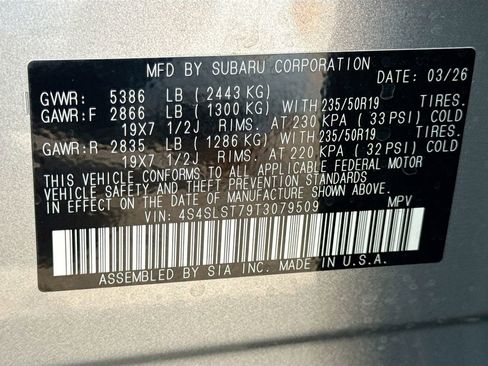 MFD BY SUBARU CORPORATION
DATE: 03/26
GVWR: 5386 LB (2443 KG)
GAWR:F 2866 LB (1300 KG) WITH 235/50R19 TIRES.
19X7 1/2J RIMS. AT 230 KPA (33 PSI) COLD
GAWR:R 2835 LB (1286 KG) WITH 235/50R19 TIRES.
19X7 1/2J RIMS. AT 220 KPA (32 PSI) COLD
THIS VEHICLE CONFORMS TO ALL APPLICABLE FEDERAL MOTOR
VEHICLE SAFETY AND THEFT PREVENTION STANDARDS
IN EFFECT ON THE DATE OF MANUFACTURE SHOWN ABOVE.
VIN: 4S4SLST79T3079509 MPV
ASSEMBLED BY SIA INC. MADE IN U.S.A.